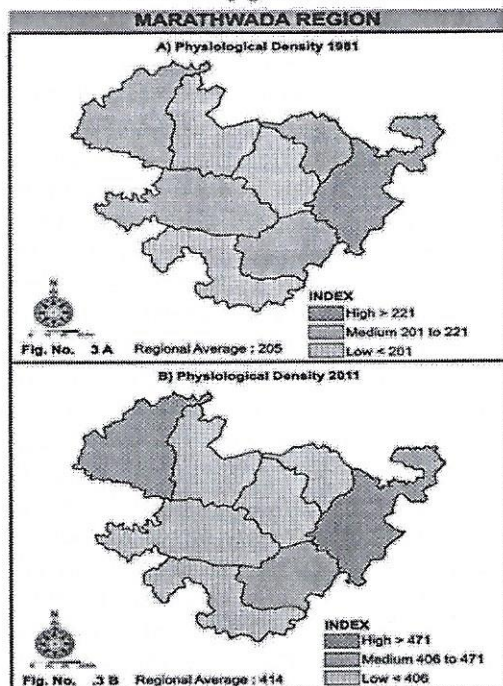 MARATHWADA REGION
A) Physiological Density 1981
N
INDEX
High > 221
Medium 201 to 221
Low < 201
Fig. No. 3 A Regional Average : 205
B) Physiological Density 2011
N
INDEX
High > 471
Medium 406 to 471
Low < 406
Fig. No. 3 B Regional Average : 414